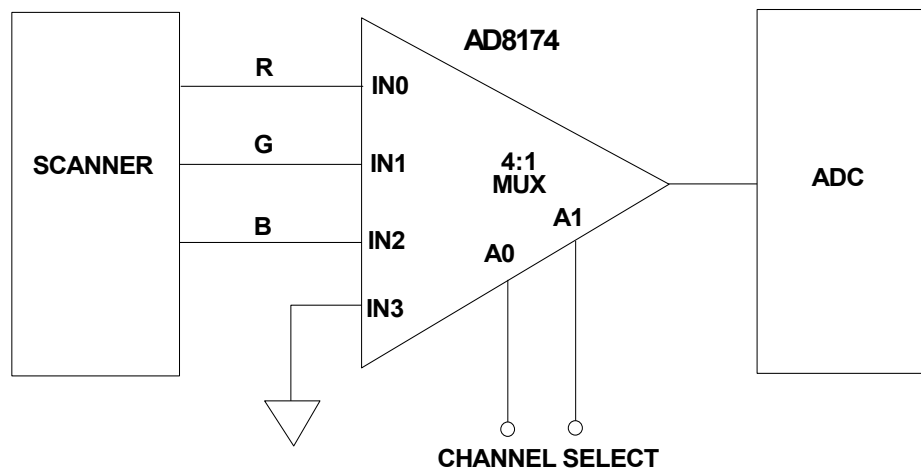 AD8174
R
IN0
G
IN1
SCANNER
4:1
MUX
ADC
B
IN2
A1
A0
IN3
CHANNEL SELECT